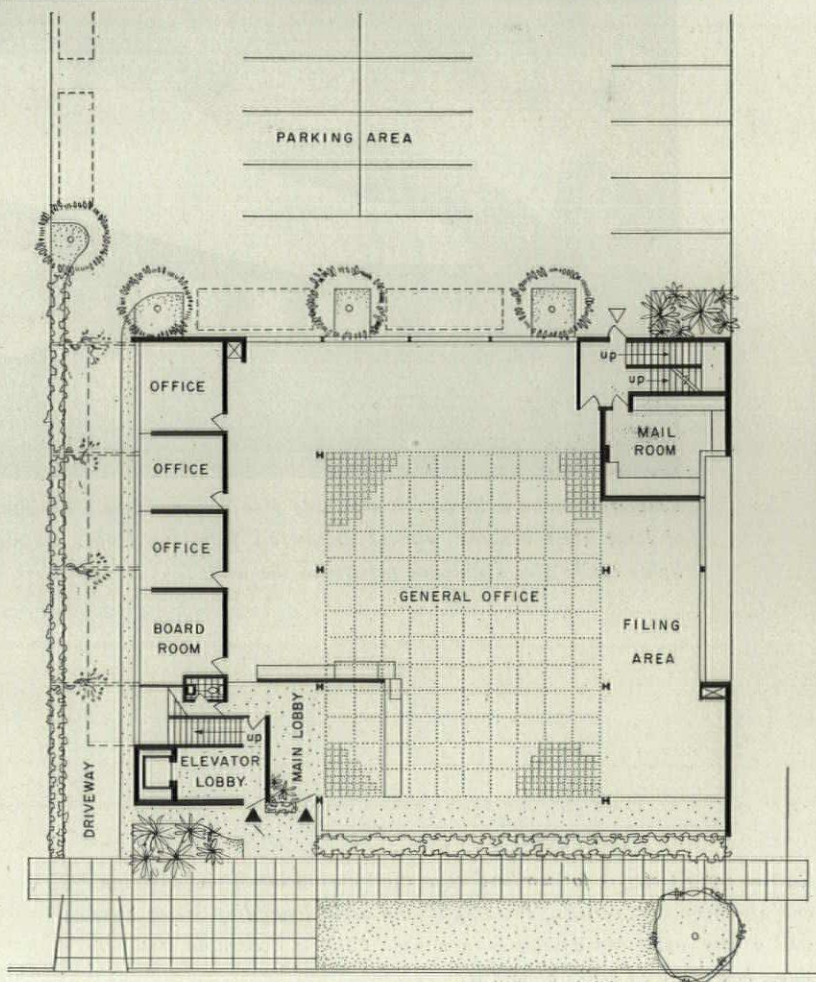 PARKING AREA
up
up
OFFICE
MAIL
ROOM
OFFICE
OFFICE
GENERAL OFFICE
BOARD
ROOM
FILING
AREA
up
MAIN LOBBY
ELEVATOR
LOBBY
DRIVEWAY